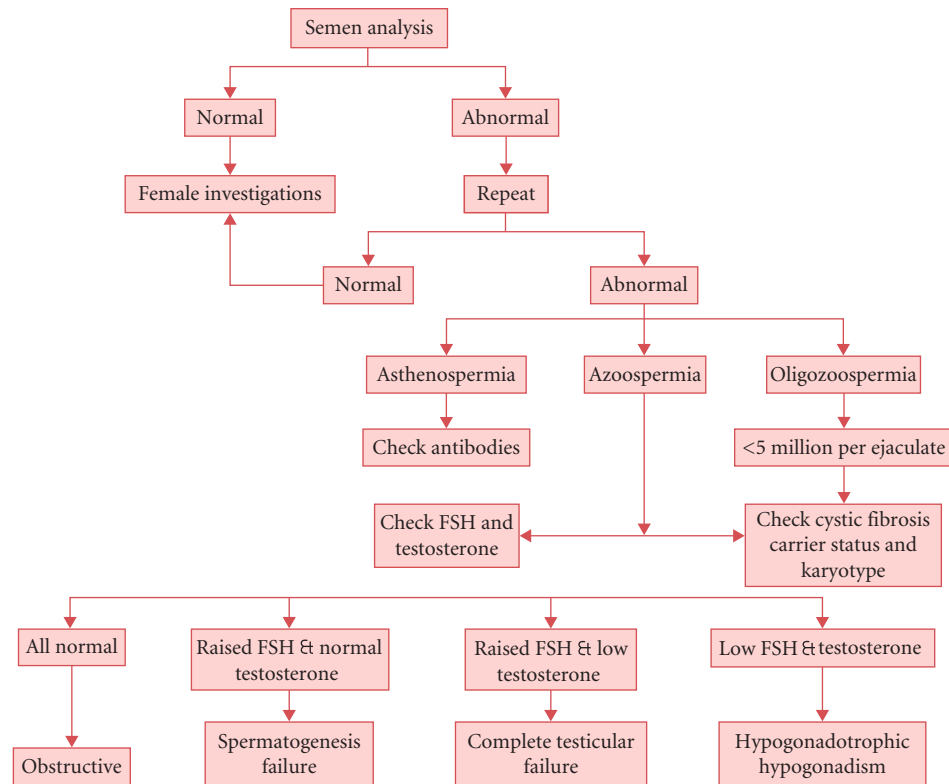 Semen analysis
Normal
Abnormal
Female investigations
Repeat
Normal
Abnormal
Asthenospermia
Azoospermia
Oligozoospermia
Check antibodies
<5 million per ejaculate
Check FSH and
testosterone
Check cystic fibrosis
carrier status and
karyotype
All normal
Raised FSH & normal
testosterone
Raised FSH & low
testosterone
Low FSH & testosterone
Obstructive
Spermatogenesis
failure
Complete testicular
failure
Hypogonadotrophic
hypogonadism